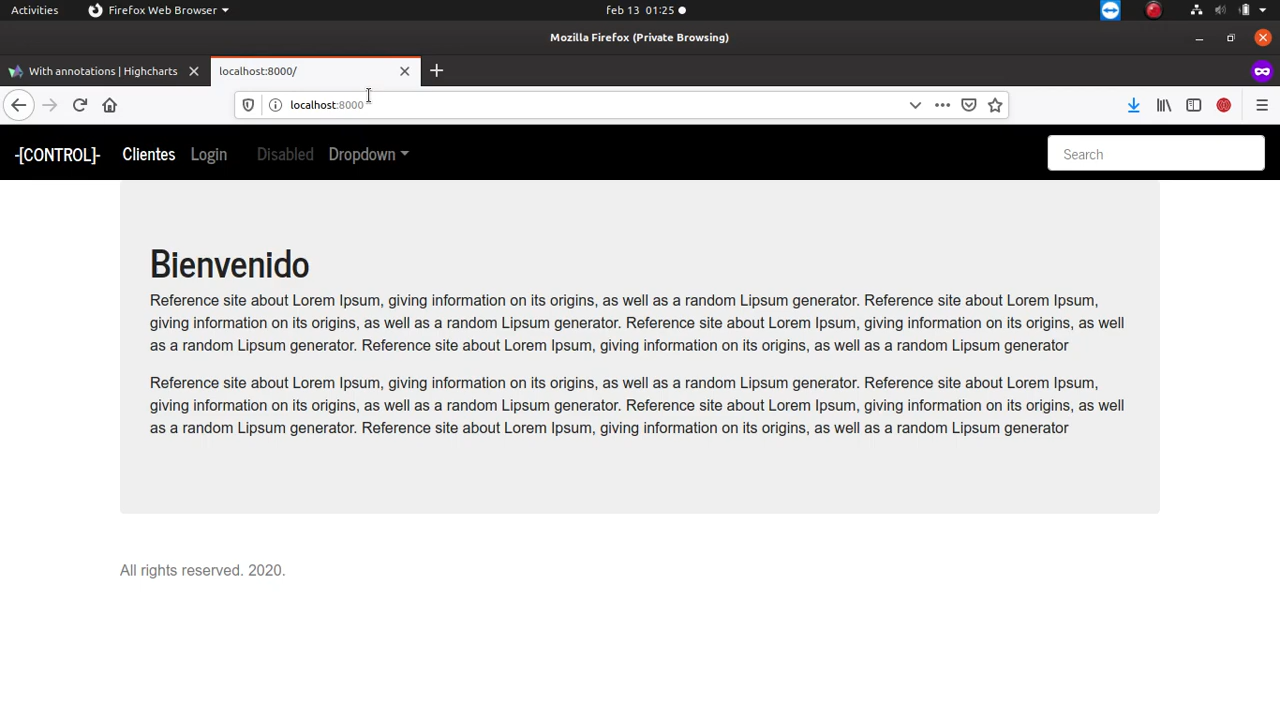 Activities
Firefox Web Browser
feb 13 01:25
Mozilla Firefox (Private Browsing)
With annotations | Highcharts
localhost:8000/
localhost:8000
-[CONTROL]-
Clientes
Login
Disabled
Dropdown
Search
Bienvenido
Reference site about Lorem Ipsum, giving information on its origins, as well as a random Lipsum generator. Reference site about Lorem Ipsum,
giving information on its origins, as well as a random Lipsum generator. Reference site about Lorem Ipsum, giving information on its origins, as well
as a random Lipsum generator. Reference site about Lorem Ipsum, giving information on its origins, as well as a random Lipsum generator
Reference site about Lorem Ipsum, giving information on its origins, as well as a random Lipsum generator. Reference site about Lorem Ipsum,
giving information on its origins, as well as a random Lipsum generator. Reference site about Lorem Ipsum, giving information on its origins, as well
as a random Lipsum generator. Reference site about Lorem Ipsum, giving information on its origins, as well as a random Lipsum generator
All rights reserved. 2020.